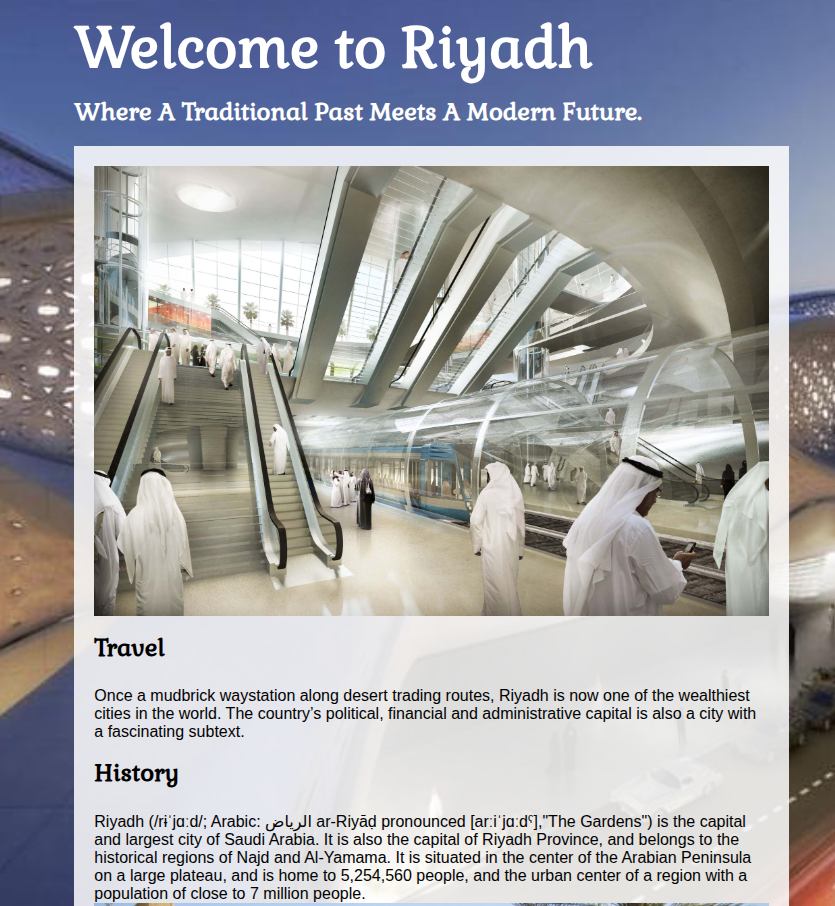 Welcome to Riyadh
Where A Traditional Past Meets A Modern Future.
Travel
Once a mudbrick waystation along desert trading routes, Riyadh is now one of the wealthiest
cities in the world. The country’s political, financial and administrative capital is also a city with
a fascinating subtext.
History
Riyadh (/riˈjɑːd/; Arabic: الرياض ar-Riyāḍ pronounced [ar.iˈjɑːdˤ],"The Gardens") is the capital
and largest city of Saudi Arabia. It is also the capital of Riyadh Province, and belongs to the
historical regions of Najd and Al-Yamama. It is situated in the center of the Arabian Peninsula
on a large plateau, and is home to 5,254,560 people, and the urban center of a region with a
population of close to 7 million people.